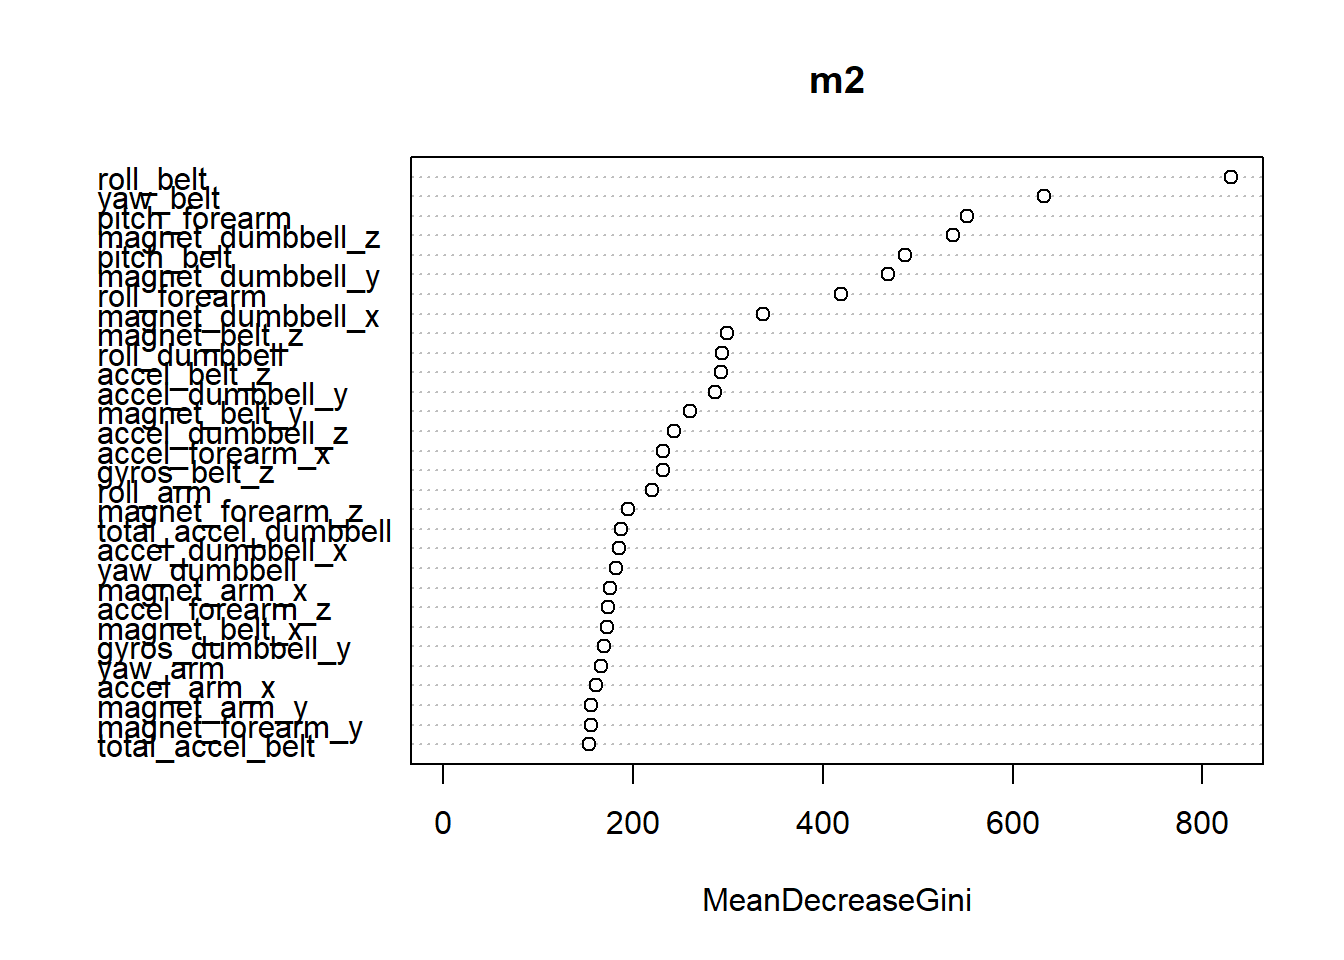 m2
roll_belt
yaw_belt
pitch_forearm
magnet_dumbbell_z
pitch_belt
magnet_dumbbell_y
roll_forearm
magnet_dumbbell_x
magnet_belt_z
roll_dumbbell
accel_belt_z
accel_dumbbell_y
magnet_belt_y
accel_dumbbell_z
accel_forearm_x
gyros_belt_z
roll_arm
magnet_forearm_z
total_accel_dumbbell
accel_dumbbell_x
yaw_dumbbell
magnet_arm_x
accel_forearm_z
magnet_belt_x
gyros_dumbbell_y
yaw_arm
accel_arm_x
magnet_arm_y
magnet_forearm_y
total_accel_belt
0 200 400 600 800
MeanDecreaseGini